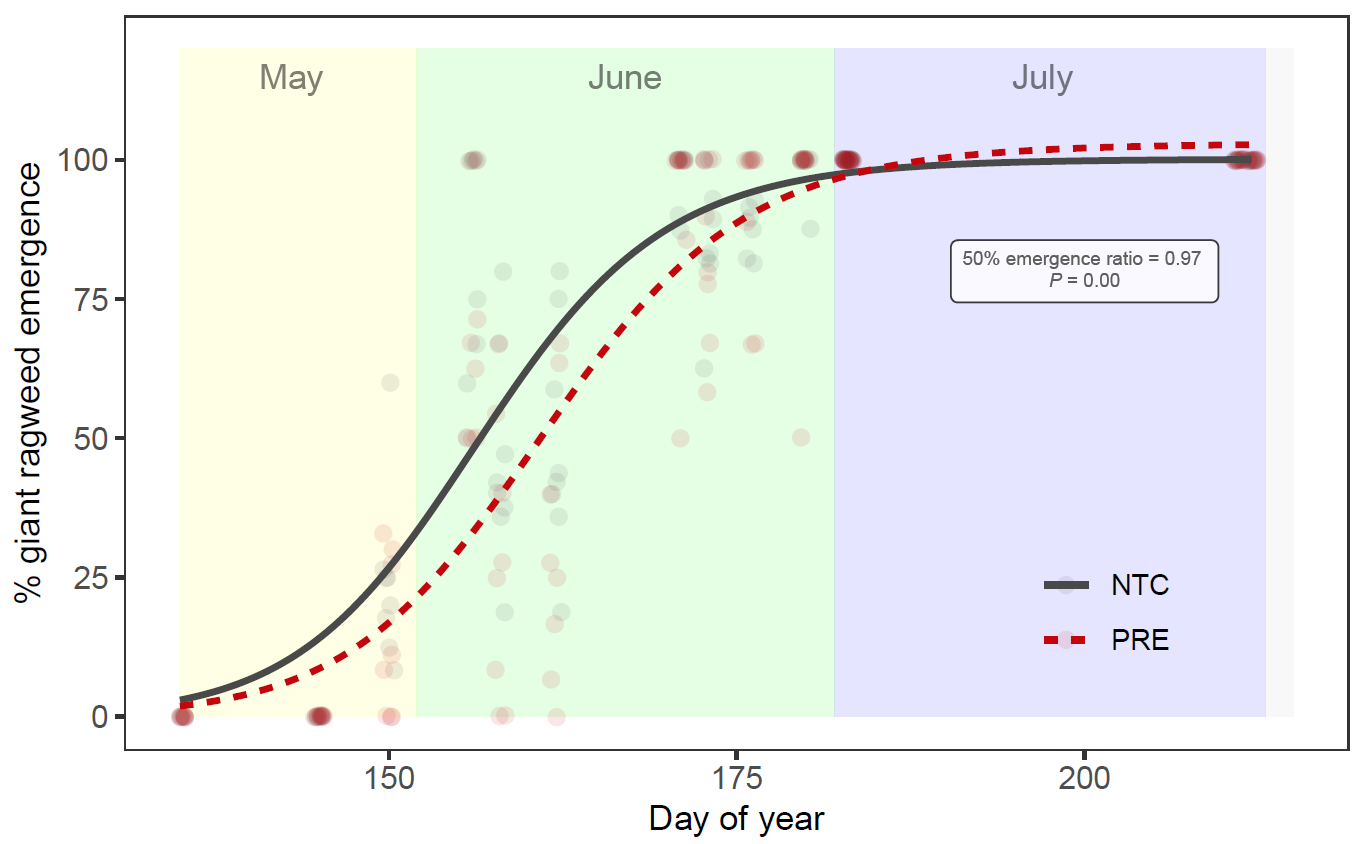 May
June
July
% giant ragweed emergence
100
75
50
25
0
50% emergence ratio = 0.97
P = 0.00
NTC
PRE
150
175
200
Day of year